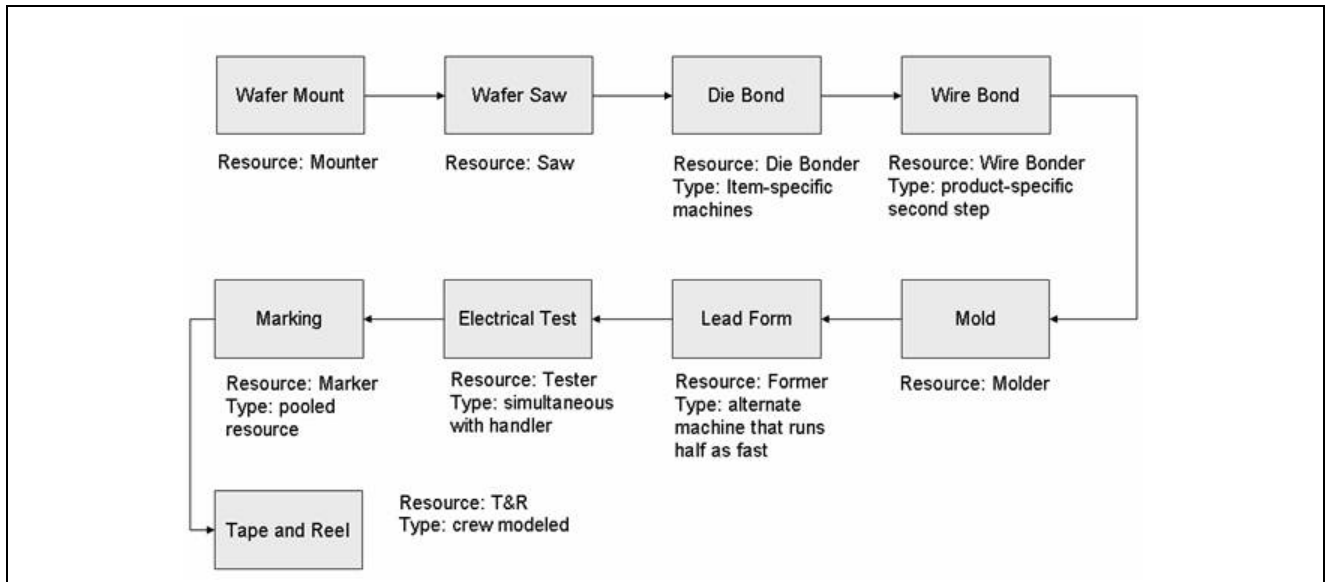 Wafer Mount
Wafer Saw
Die Bond
Wire Bond
Resource: Mounter
Resource: Saw
Resource: Die Bonder
Type: Item-specific
machines
Resource: Wire Bonder
Type: product-specific
second step
Marking
Electrical Test
Lead Form
Mold
Resource: Marker
Type: pooled
resource
Resource: Tester
Type: simultaneous
with handler
Resource: Former
Type: alternate
machine that runs
half as fast
Resource: Molder
Tape and Reel
Resource: T&R
Type: crew modeled